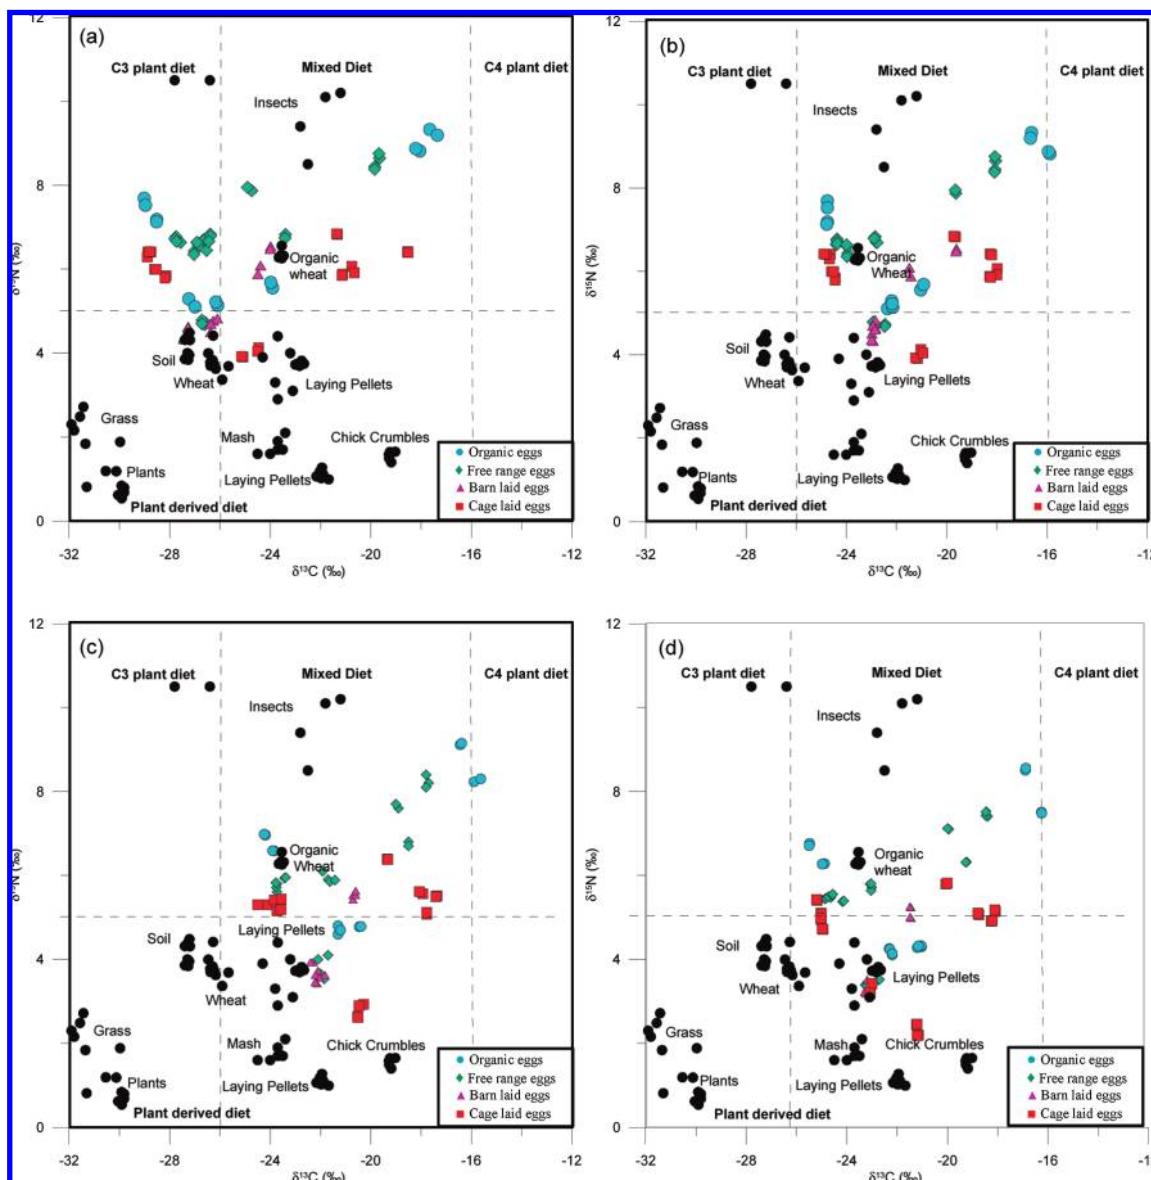 (a)
12
C3 plant diet
Mixed Diet
C4 plant diet
Insects
8
δ¹⁵N (‰)
Organic
wheat
4
Soil
Wheat
Laying Pellets
Grass
Mash
Chick Crumbles
Plants
Laying Pellets
Plant derived diet
Organic eggs
Free range eggs
Barn laid eggs
Cage laid eggs
0
-32
-28
-24
-20
-16
-12
δ¹³C (‰)
(b)
12
C3 plant diet
Mixed Diet
C4 plant diet
Insects
8
δ¹⁵N (‰)
Organic
Wheat
4
Soil
Wheat
Laying Pellets
Grass
Chick Crumbles
Plants
Laying Pellets
Plant derived diet
Organic eggs
Free range eggs
Barn laid eggs
Cage laid eggs
0
-32
-28
-24
-20
-16
-12
δ¹³C (‰)
(c)
12
C3 plant diet
Mixed Diet
C4 plant diet
Insects
8
δ¹⁵N (‰)
Organic
Wheat
Laying Pellets
4
Soil
Wheat
Grass
Mash
Chick Crumbles
Plants
Laying Pellets
Plant derived diet
Organic eggs
Free range eggs
Barn laid eggs
Cage laid eggs
0
-32
-28
-24
-20
-16
-12
δ¹³C (‰)
(d)
12
C3 plant diet
Mixed Diet
C4 plant diet
Insects
8
δ¹⁵N (‰)
Organic
wheat
4
Soil
Wheat
Laying Pellets
Grass
Mash
Chick Crumbles
Plants
Laying Pellets
Plant derived diet
Organic eggs
Free range eggs
Barn laid eggs
Cage laid eggs
0
-32
-28
-24
-20
-16
-12
δ¹³C (‰)